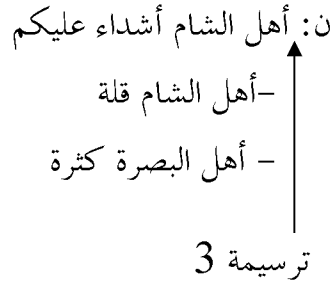 ن: أهل الشام أشداء عليكم
–أهل الشام قلة
– أهل البصرة كثرة
ترسيمة 3